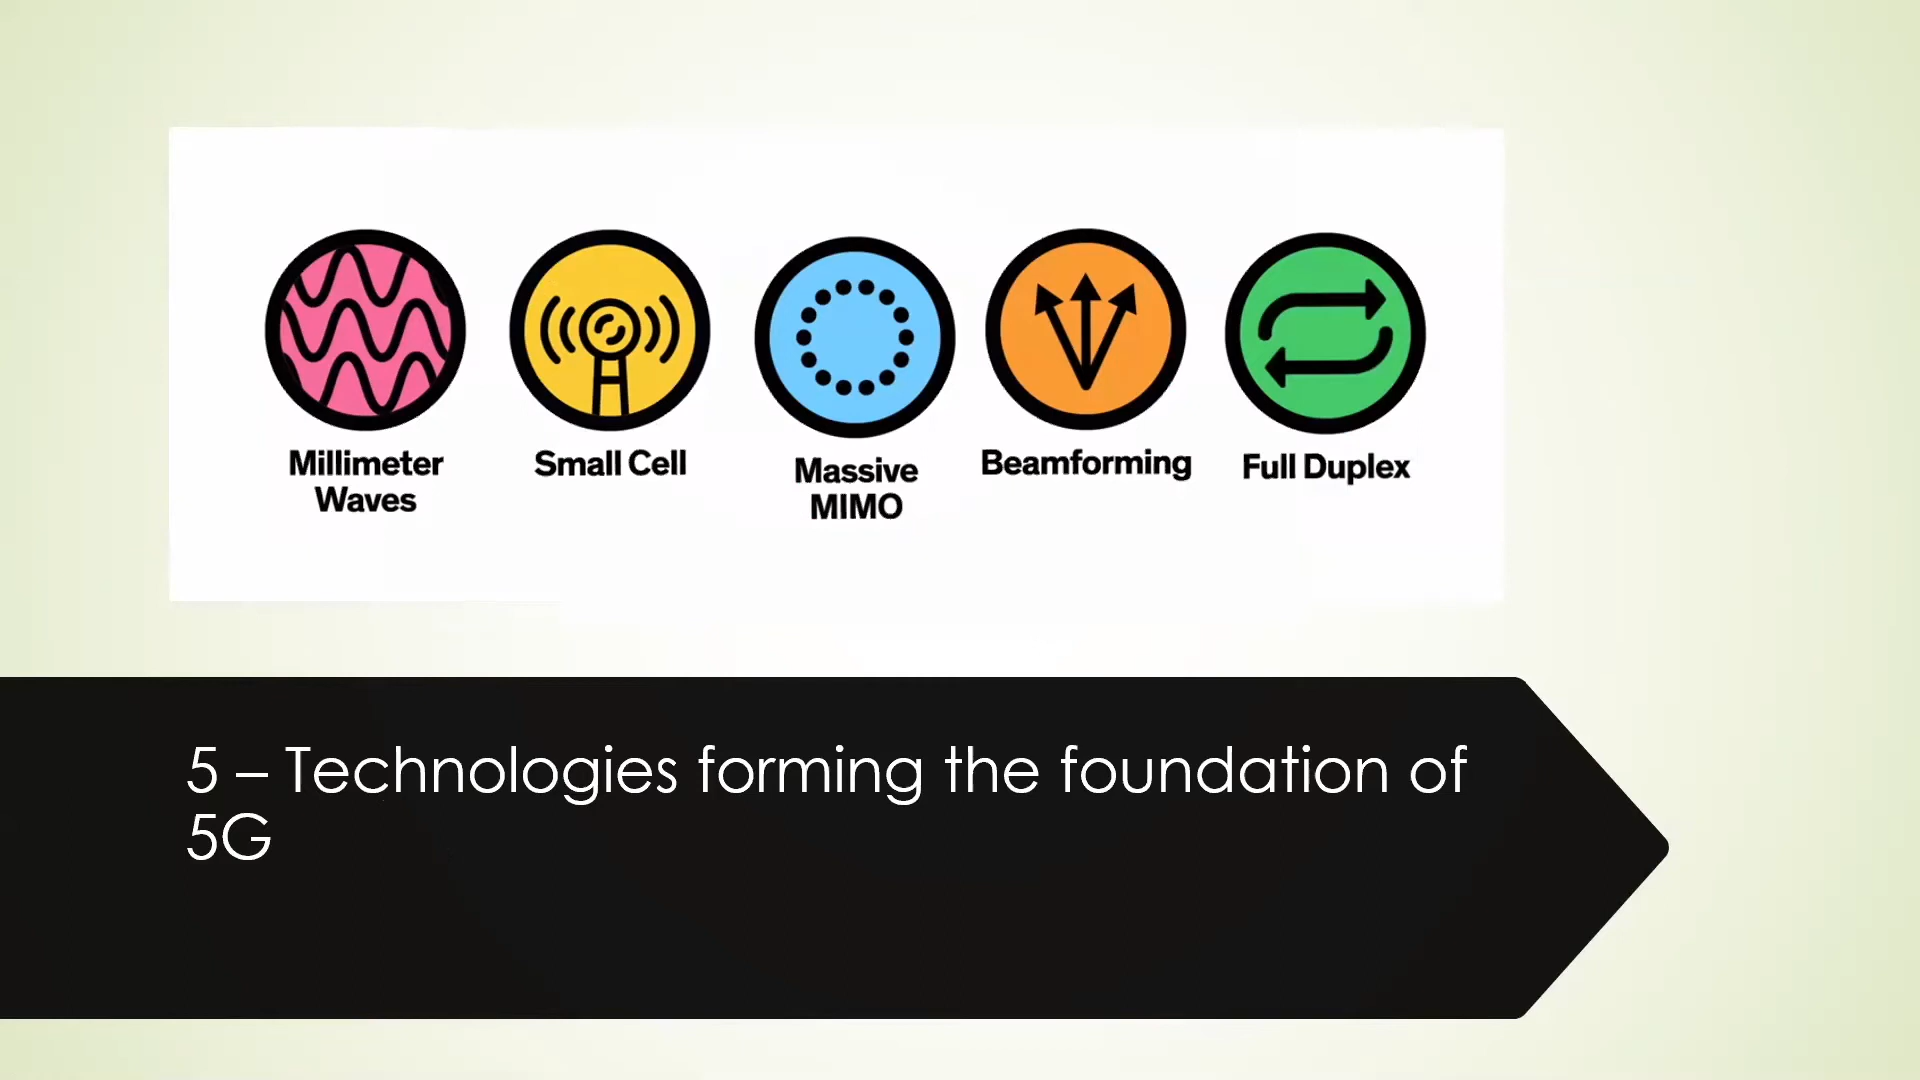 Millimeter
Waves
Small Cell
Massive
MIMO
Beamforming
Full Duplex
5 – Technologies forming the foundation of
5G